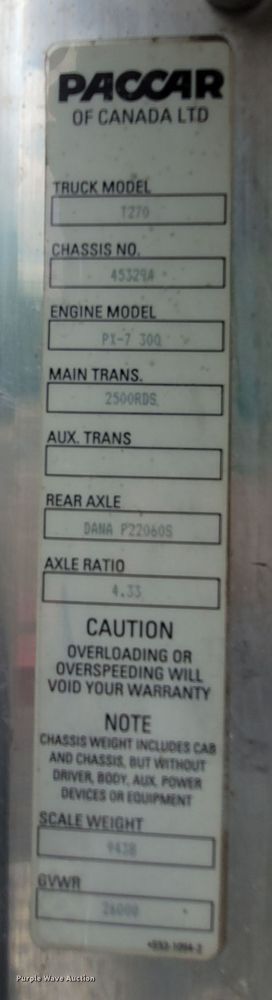 PACCAR
OF CANADA LTD
TRUCK MODEL
T270
CHASSIS NO.
453294
ENGINE MODEL
PX-7 300
MAIN TRANS.
2500RDS
AUX. TRANS
REAR AXLE
DANA P22060S
AXLE RATIO
4.33
CAUTION
OVERLOADING OR
OVERSPEEDING WILL
VOID YOUR WARRANTY
NOTE
CHASSIS WEIGHT INCLUDES CAB
AND CHASSIS, BUT WITHOUT
DRIVER, BODY, AUX. POWER
DEVICES OR EQUIPMENT
SCALE WEIGHT
9438
GVWR
26000
Purple Wave Auction